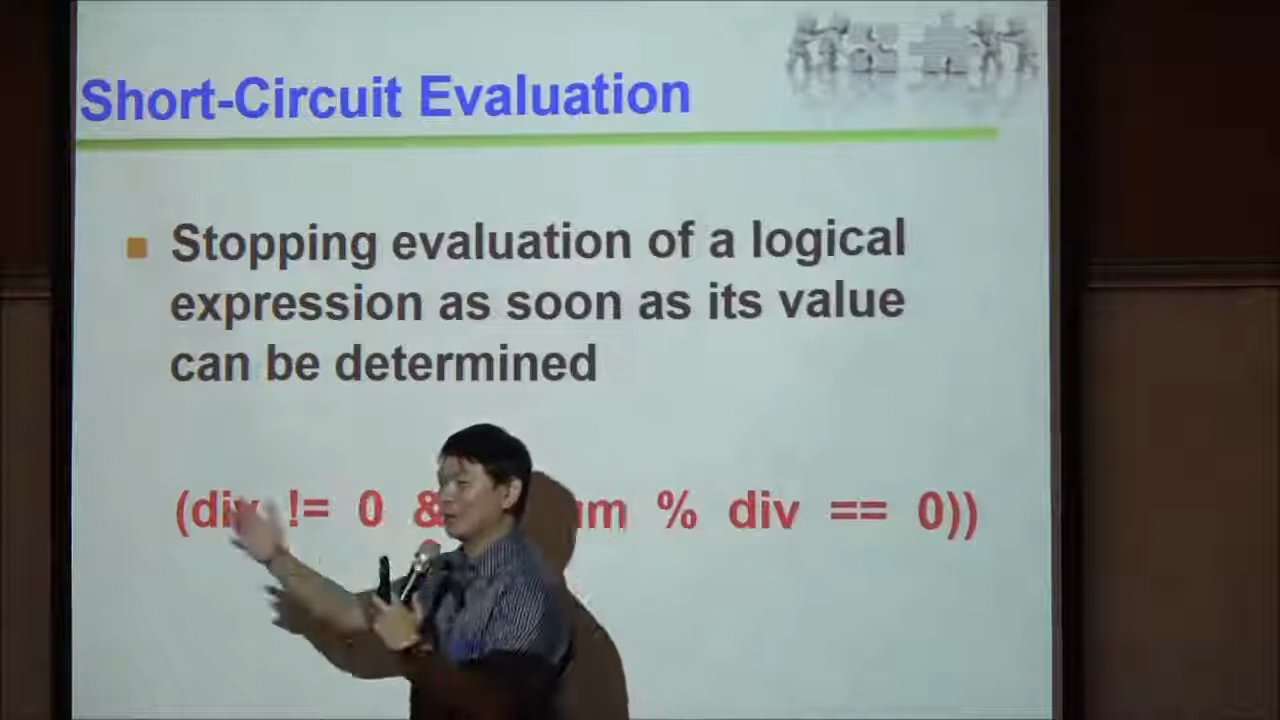 Short-Circuit Evaluation
Stopping evaluation of a logical
expression as soon as its value
can be determined
(div != 0 & % div == 0))